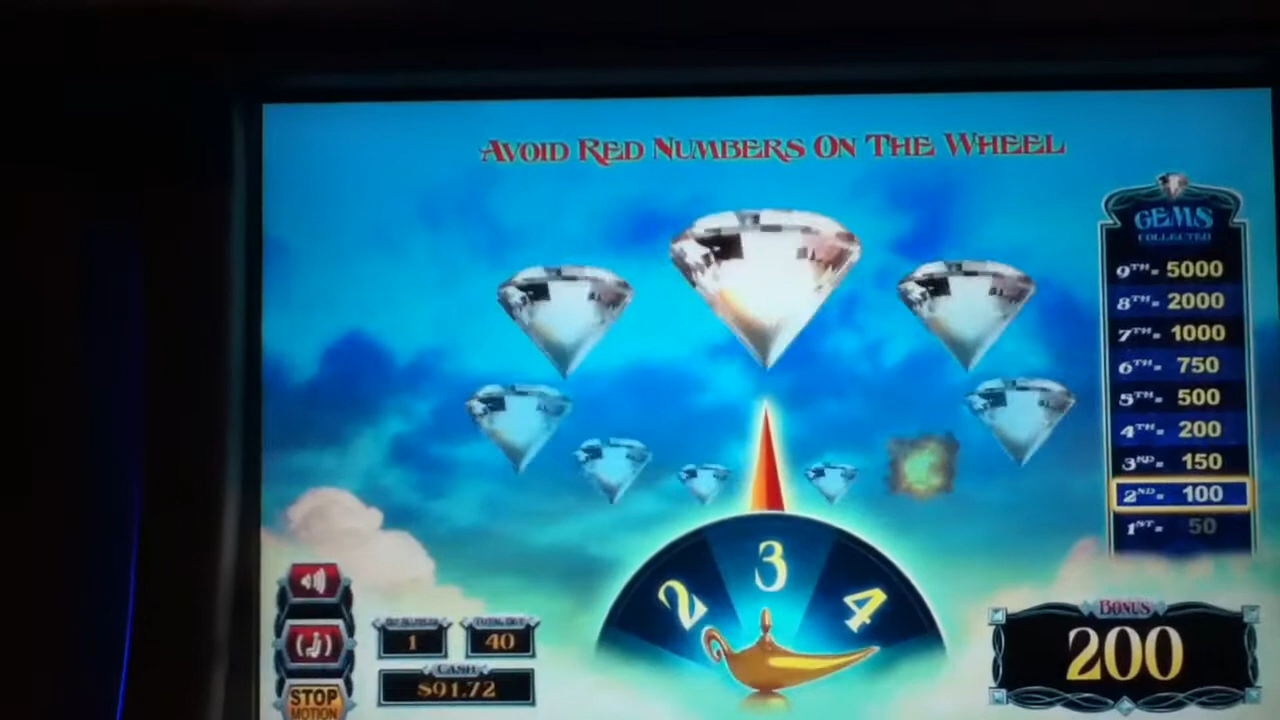 AVOID RED NUMBERS ON THE WHEEL
GEMS
COLLECTED
9TH= 5000
8TH= 2000
7TH= 1000
6TH= 750
5TH= 500
4TH= 200
3RD= 150
2ND= 100
1ST= 50
2 3 4
1
TOTAL BET
40
CASH
$91.72
STOP
MOTION
BONUS
200